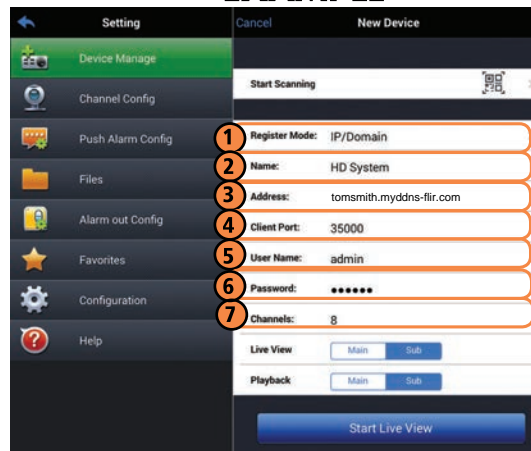 Setting
Device Manage
Channel Config
Push Alarm Config
Files
Alarm out Config
Favorites
Configuration
Help
Cancel New Device
Start Scanning
1 Register Mode: IP/Domain
2 Name: HD System
3 Address: tomsmith.myddns-flir.com
4 Client Port: 35000
5 User Name: admin
6 Password: ●●●●●●
7 Channels: 8
Live View Main Sub
Playback Main Sub
Start Live View